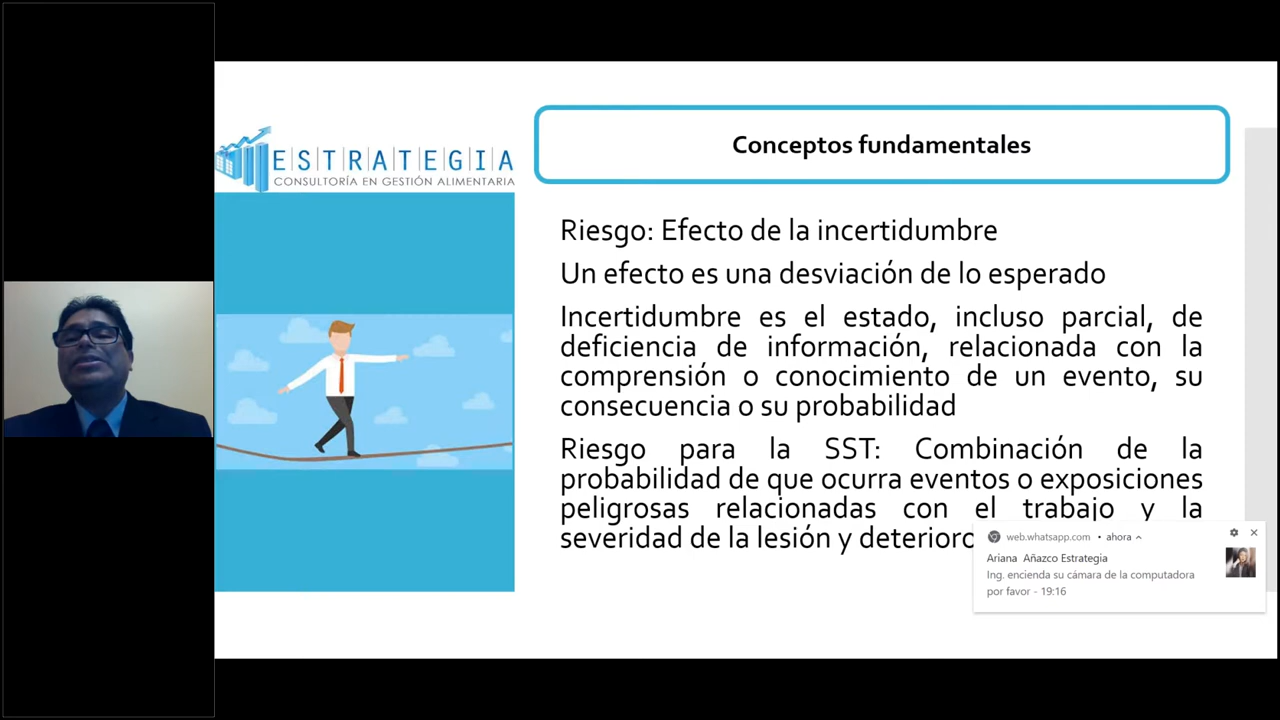 ESTRATEGIA
CONSULTORÍA EN GESTIÓN ALIMENTARIA
Conceptos fundamentales
Riesgo: Efecto de la incertidumbre
Un efecto es una desviación de lo esperado
Incertidumbre es el estado, incluso parcial, de
deficiencia de información, relacionada con la
comprensión o conocimiento de un evento, su
consecuencia o su probabilidad
Riesgo para la SST: Combinación de la
probabilidad de que ocurra eventos o exposiciones
peligrosas relacionadas con el trabajo y la
severidad de la lesión y deterioro
web.whatsapp.com • ahora
Ariana Añazco Estrategia
Ing. encienda su cámara de la computadora
por favor - 19:16